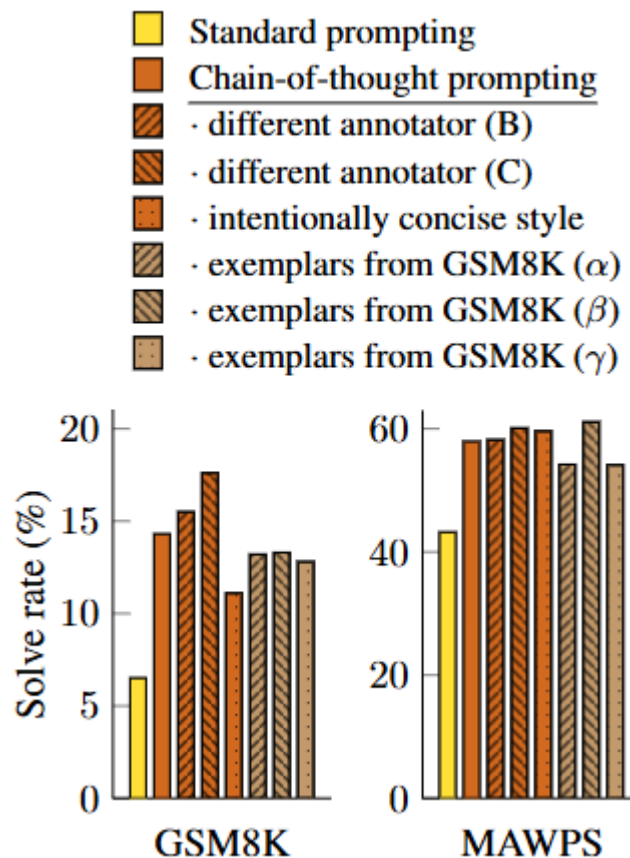 Standard prompting
Chain-of-thought prompting
· different annotator (B)
· different annotator (C)
· intentionally concise style
· exemplars from GSM8K (α)
· exemplars from GSM8K (β)
· exemplars from GSM8K (γ)
Solve rate (%)
20
15
10
5
0
GSM8K
60
40
20
0
MAWPS